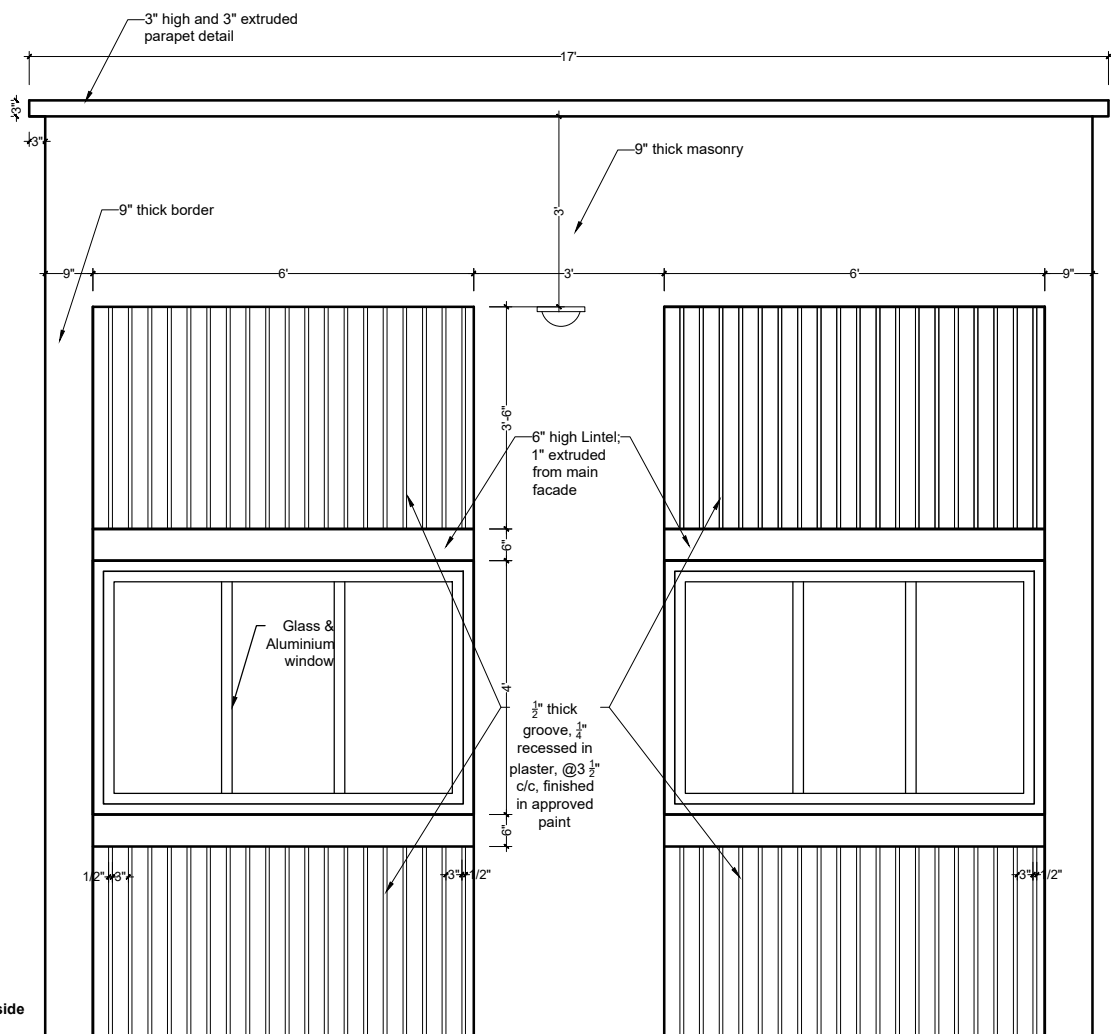 3" high and 3" extruded
parapet detail
17'
3"
3"
9" thick masonry
3'
9" thick border
9"
6'
3'
6'
9"
3'-6"
6" high Lintel;
1" extruded
from main
facade
6"
Glass &
Aluminium
window
4'
½" thick
groove, ¼"
recessed in
plaster, @3 ½"
c/c, finished
in approved
paint
6"
1/2"
3"
3"
1/2"
3"
1/2"
side